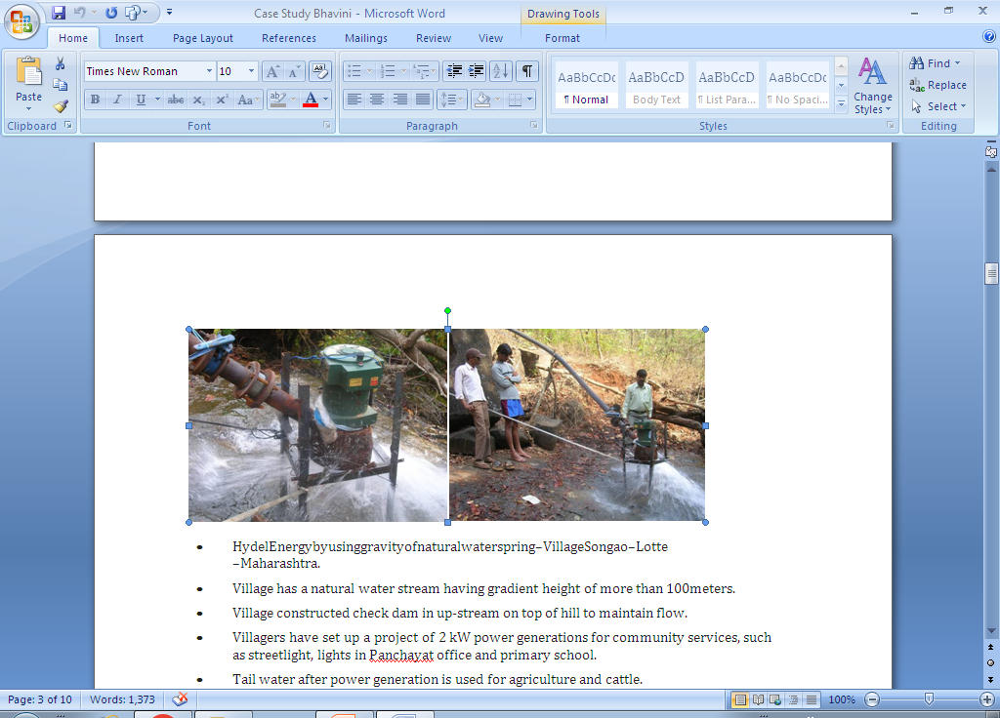 Case Study Bhavini - Microsoft Word
Drawing Tools
Home Insert Page Layout References Mailings Review View Format
Paste
Times New Roman 10
AaBbCcDc AaBbCcD AaBbCcD AaBbCcDc
¶ Normal Body Text ¶ List Para... ¶ No Spaci...
Change Styles
Find
Replace
Select
Clipboard Font Paragraph Styles Editing
• HydelEnergybyusinggravityofnaturalwaterspring–VillageSongao–Lotte
–Maharashtra.
• Village has a natural water stream having gradient height of more than 100meters.
• Village constructed check dam in up-stream on top of hill to maintain flow.
• Villagers have set up a project of 2 kW power generations for community services, such
as streetlight, lights in Panchayat office and primary school.
• Tail water after power generation is used for agriculture and cattle.
Page: 3 of 10 Words: 1,373 100%